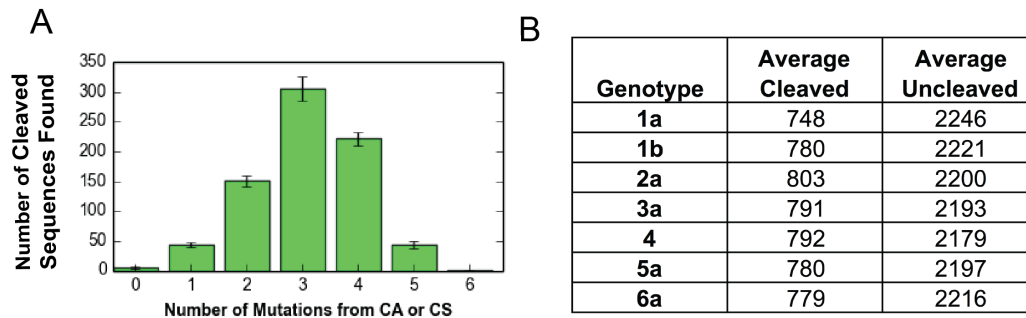 A
Number of Cleaved
Sequences Found
350
300
250
200
150
100
50
0
0 1 2 3 4 5 6
Number of Mutations from CA or CS
B
Genotype Average Cleaved Average Uncleaved
1a 748 2246
1b 780 2221
2a 803 2200
3a 791 2193
4 792 2179
5a 780 2197
6a 779 2216